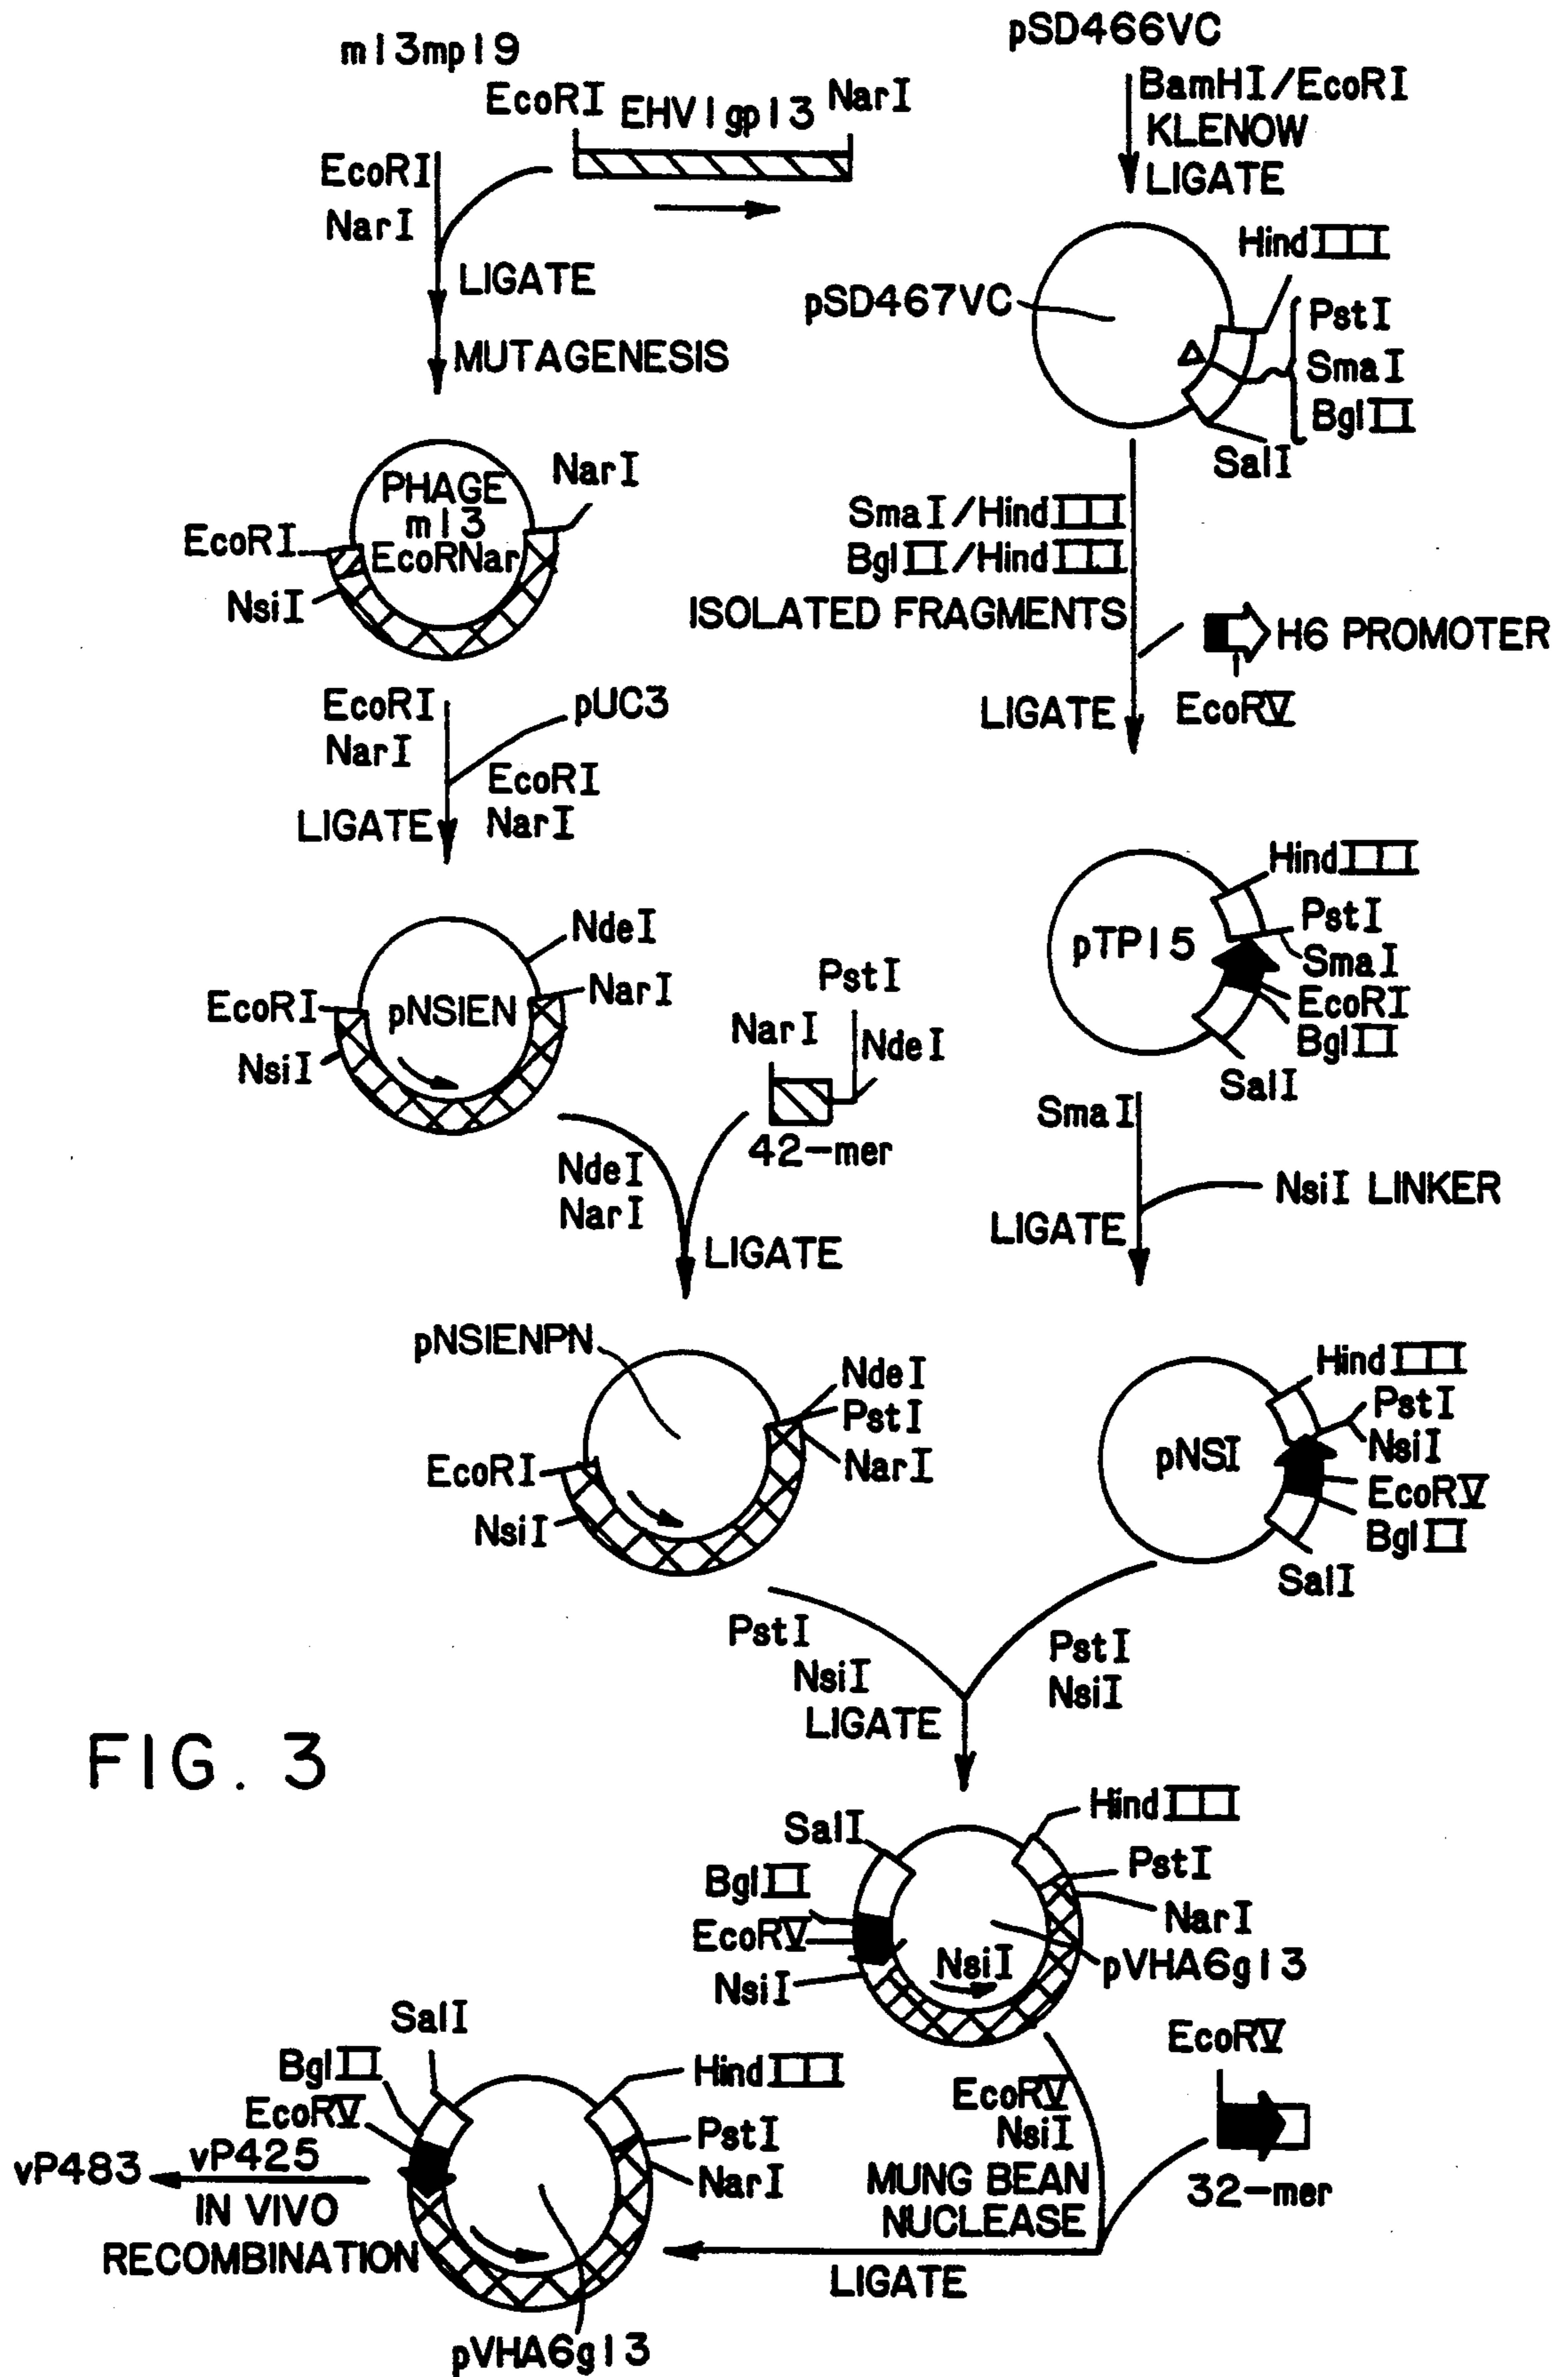 m13mp19
EcoRI EHV1gp13 NarI
EcoRI
NarI
LIGATE
MUTAGENESIS
pSD466VC
BamHI/EcoRI
KLENOW
LIGATE
pSD467VC
HindIII
PstI
SmaI
BglII
SalI
PHAGE
m13
EcoRNar
NarI
EcoRI
NsiI
SmaI/HindIII
BglII/HindIII
ISOLATED FRAGMENTS
H6 PROMOTER
EcoRV
LIGATE
EcoRI
NarI
pUC3
EcoRI
NarI
LIGATE
pNSIEN
NdeI
NarI
EcoRI
NsiI
PstI
NarI
NdeI
42-mer
NdeI
NarI
LIGATE
pTP15
HindIII
PstI
SmaI
EcoRI
BglII
SalI
SmaI
NsiI LINKER
LIGATE
pNSIENPN
NdeI
PstI
NarI
EcoRI
NsiI
pNSI
HindIII
PstI
NsiI
EcoRV
BglII
SalI
PstI
NsiI
LIGATE
PstI
NsiI
FIG. 3
SalI
HindIII
BglII
PstI
EcoRV
NarI
NsiI
NsiI
pVHA6g13
EcoRV
NsiI
MUNG BEAN
NUCLEASE
EcoRV
32-mer
LIGATE
SalI
BglII
EcoRV
HindIII
PstI
NarI
vP483
vP425
IN VIVO
RECOMBINATION
pVHA6g13